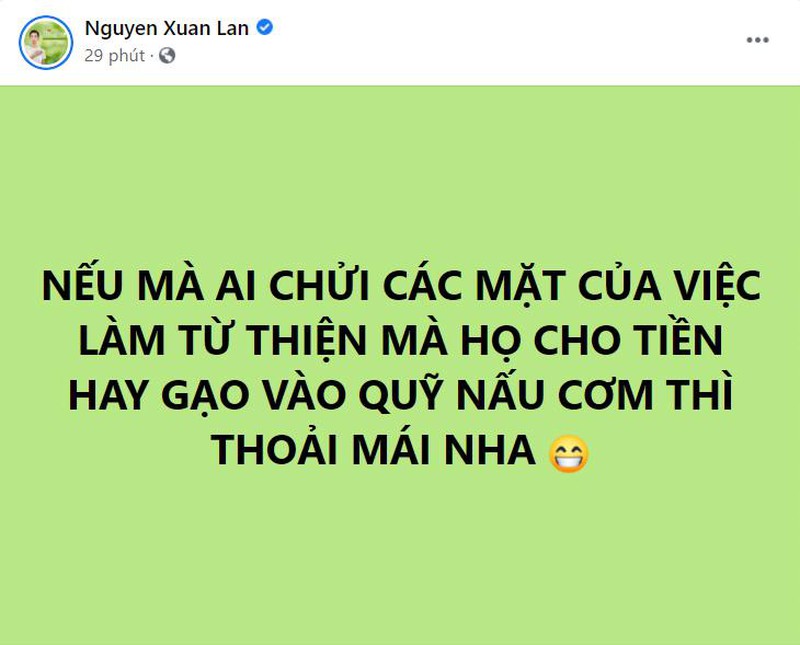 Nguyen Xuan Lan
29 phút ·
NẾU MÀ AI CHỬI CÁC MẶT CỦA VIỆC
LÀM TỪ THIỆN MÀ HỌ CHO TIỀN
HAY GẠO VÀO QUỸ NẤU CƠM THÌ
THOẢI MÁI NHA 😁